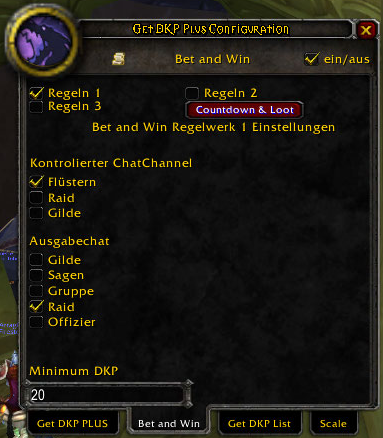 Get DKP Plus Configuration
Bet and Win ein/aus
Regeln 1 Regeln 2
Regeln 3 Countdown & Loot
Bet and Win Regelwerk 1 Einstellungen
Kontrollierter ChatChannel
Flüstern
Raid
Gilde
Ausgabechat
Gilde
Sagen
Gruppe
Raid
Offizier
Minimum DKP
20
Get DKP PLUS Bet and Win Get DKP List Scale